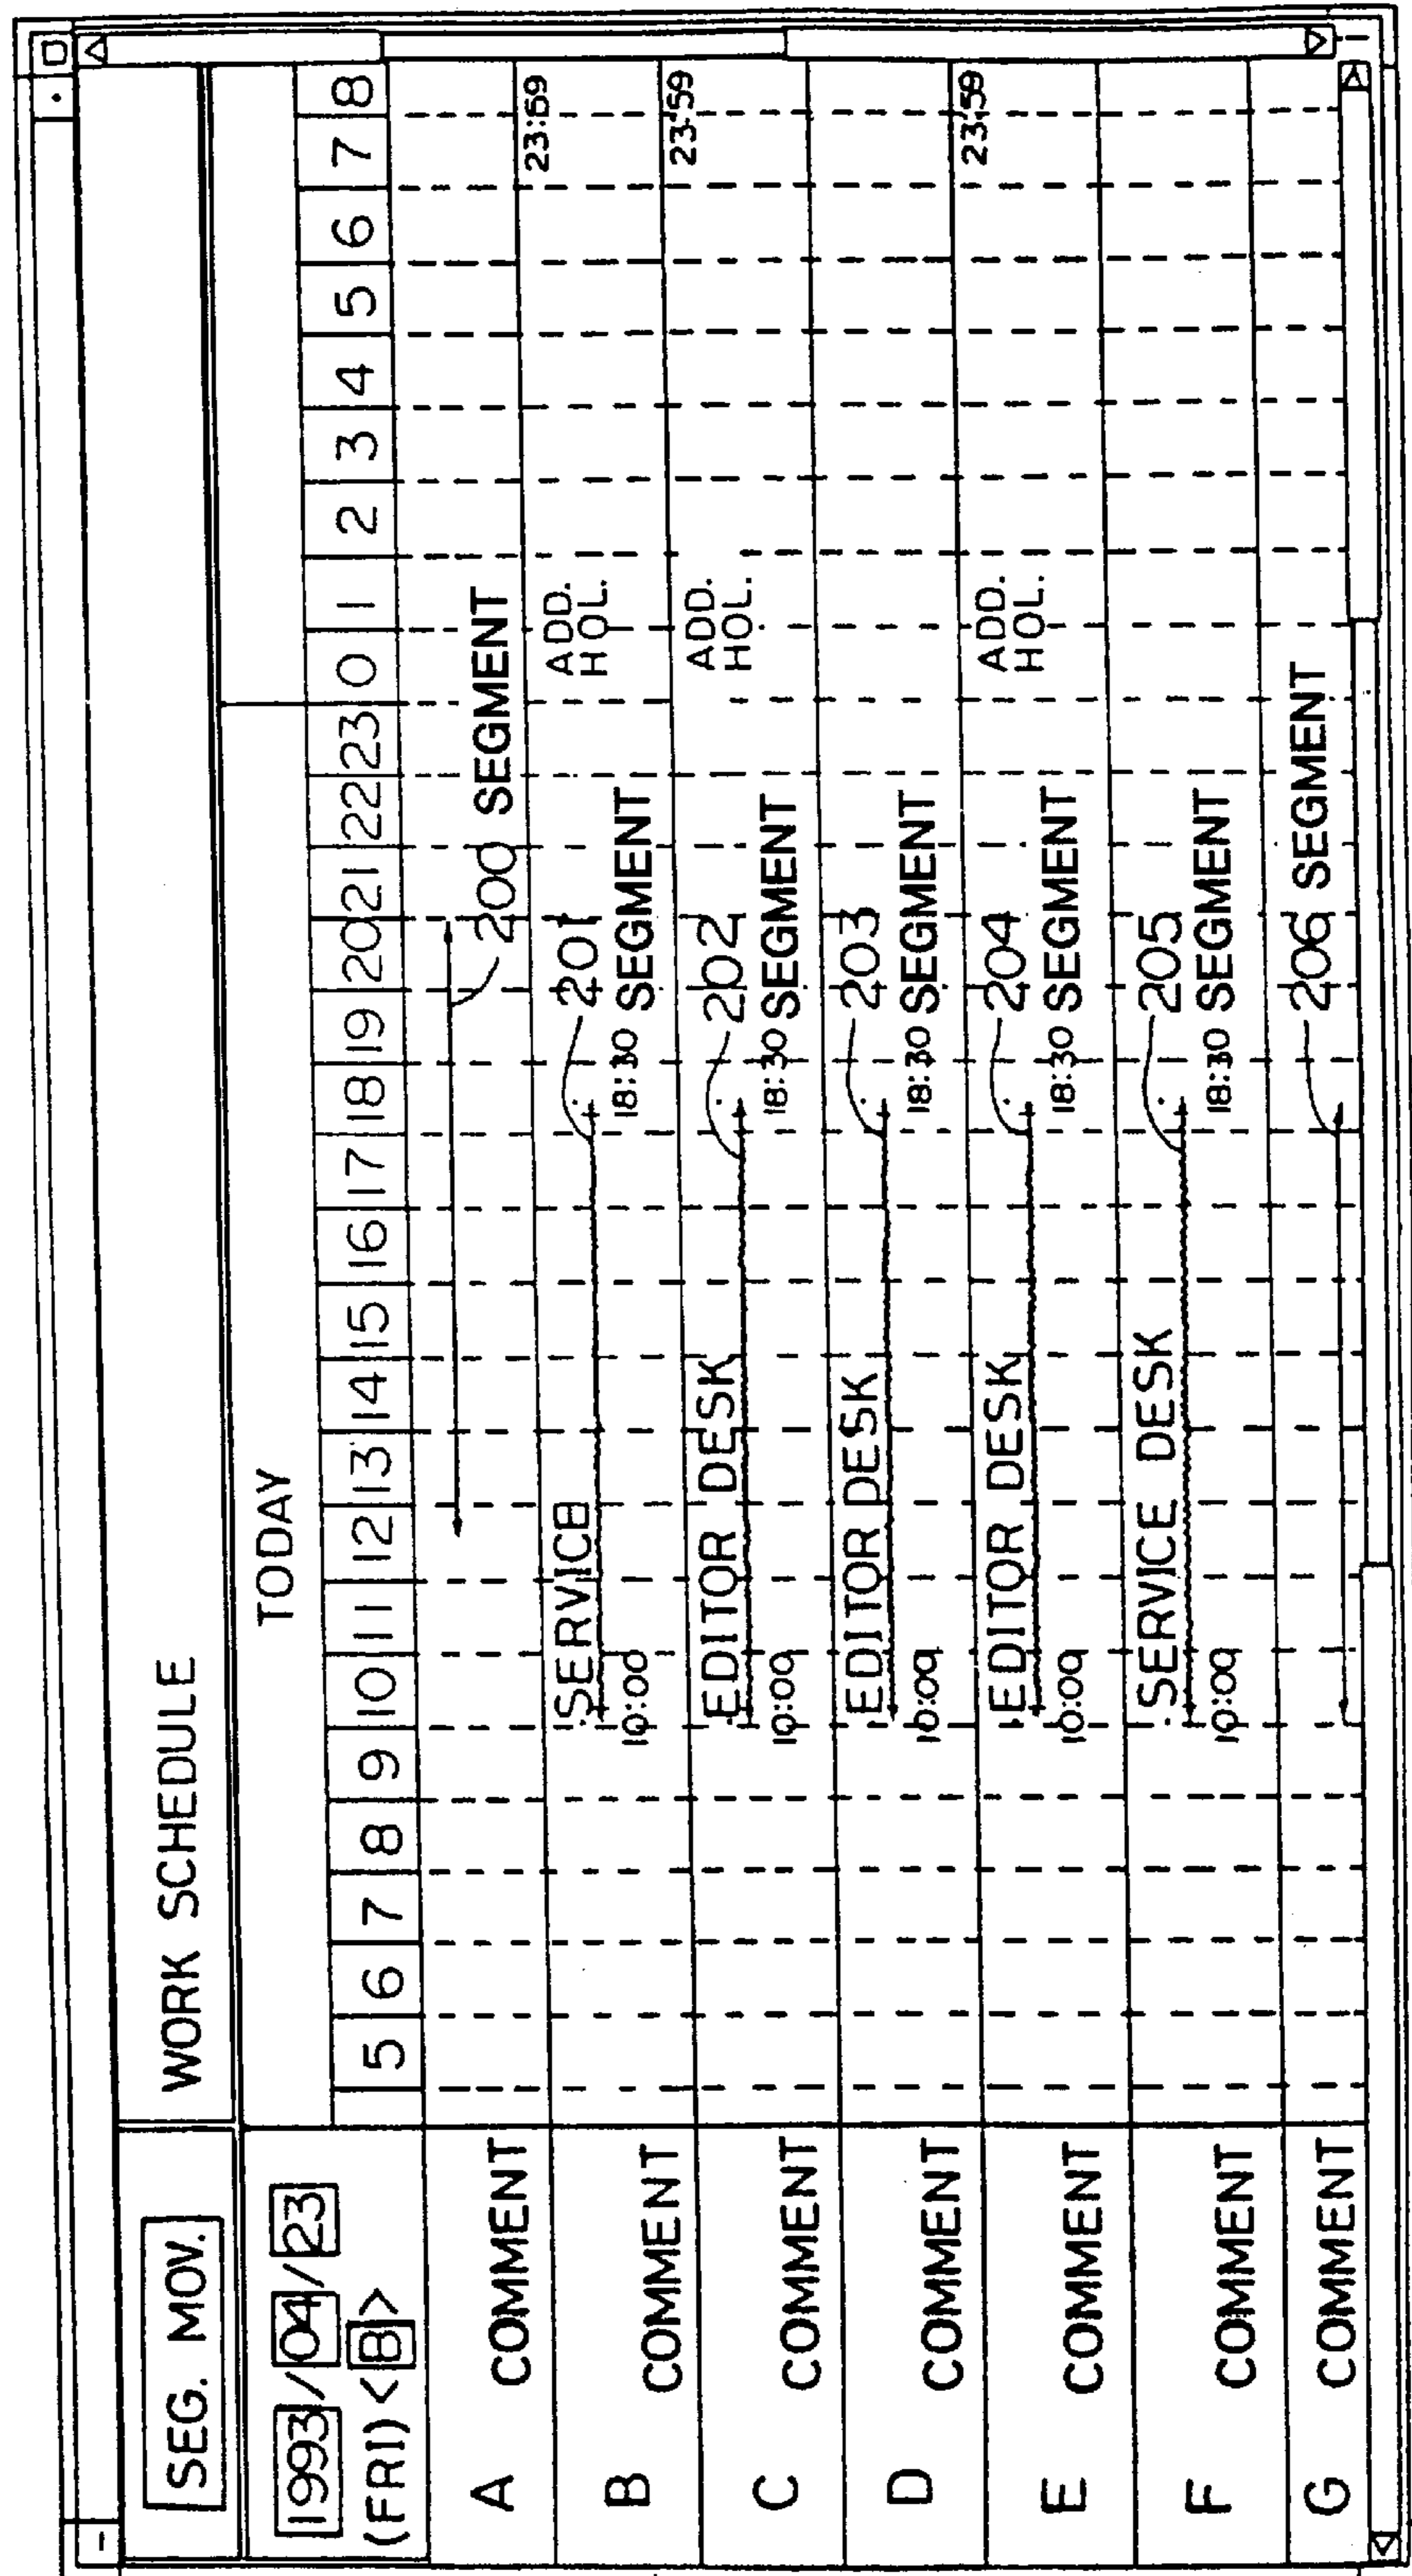 SEG. MOV.
WORK SCHEDULE
1993/04/23
(FRI) <B>
TODAY
5 6 7 8 9 10 11 12 13 14 15 16 17 18 19 20 21 22 23 0 1 2 3 4 5 6 7 8
A COMMENT
200 SEGMENT
B COMMENT
SERVICE
10:00
201
18:30 SEGMENT
ADD.
HOL.
23:59
C COMMENT
EDITOR DESK
10:00
202
18:30 SEGMENT
ADD.
HOL.
23:59
D COMMENT
EDITOR DESK
10:00
203
18:30 SEGMENT
E COMMENT
EDITOR DESK
10:00
204
18:30 SEGMENT
ADD.
HOL.
23:59
F COMMENT
SERVICE DESK
10:00
205
18:30 SEGMENT
G COMMENT
206 SEGMENT